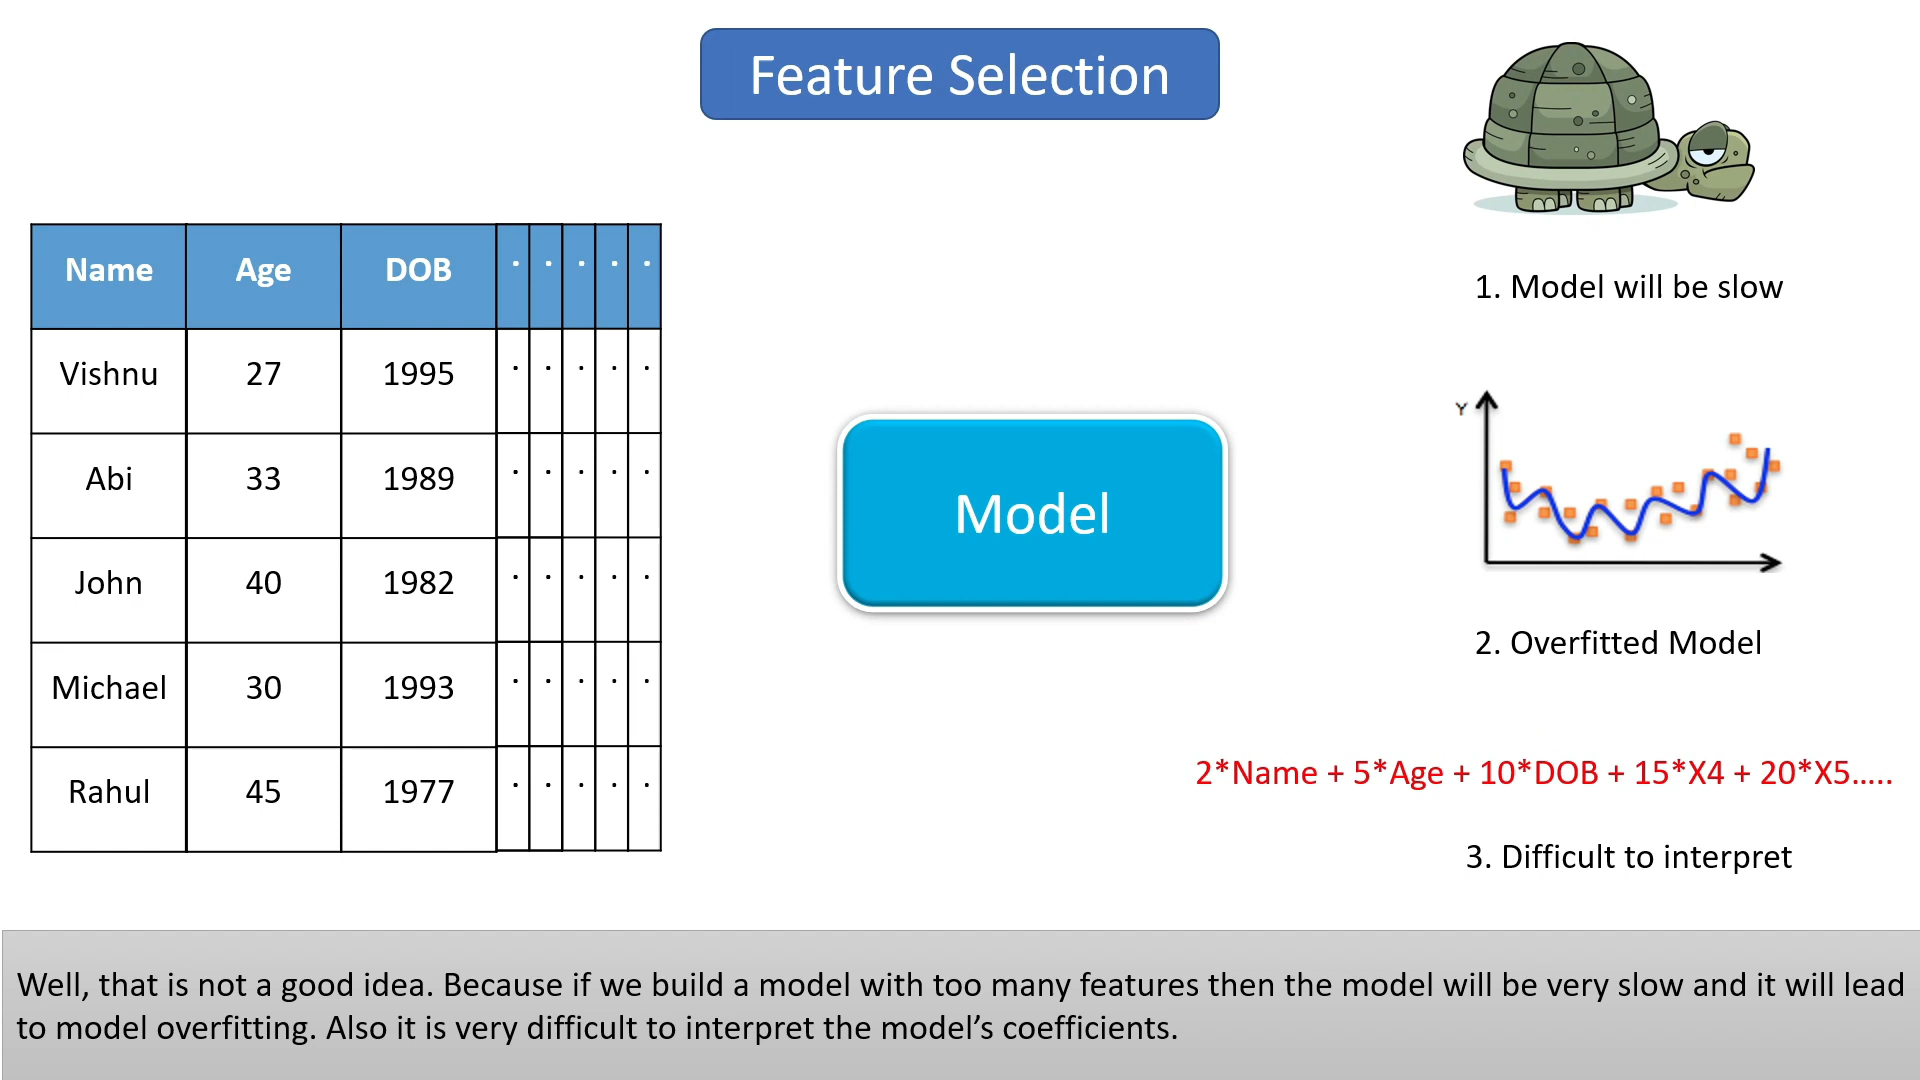 Feature Selection
Name Age DOB . . . . .
Vishnu 27 1995 . . . . .
Abi 33 1989 . . . . .
John 40 1982 . . . . .
Michael 30 1993 . . . . .
Rahul 45 1977 . . . . .
Model
1. Model will be slow
Y
2. Overfitted Model
2*Name + 5*Age + 10*DOB + 15*X4 + 20*X5.....
3. Difficult to interpret
Well, that is not a good idea. Because if we build a model with too many features then the model will be very slow and it will lead
to model overfitting. Also it is very difficult to interpret the model’s coefficients.